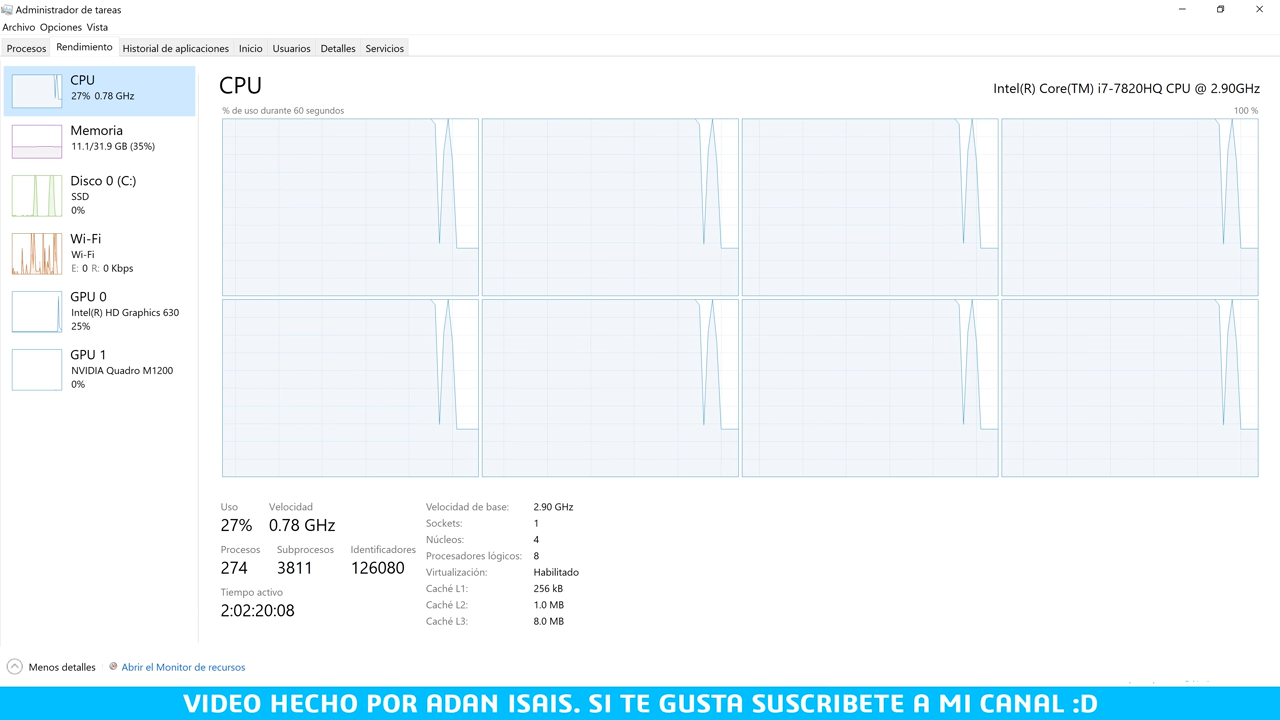 Administrador de tareas
Archivo Opciones Vista
Procesos Rendimiento Historial de aplicaciones Inicio Usuarios Detalles Servicios
CPU
27% 0.78 GHz
Memoria
11.1/31.9 GB (35%)
Disco 0 (C:)
SSD
0%
Wi-Fi
Wi-Fi
E: 0 R: 0 Kbps
GPU 0
Intel(R) HD Graphics 630
25%
GPU 1
NVIDIA Quadro M1200
0%
CPU
Intel(R) Core(TM) i7-7820HQ CPU @ 2.90GHz
% de uso durante 60 segundos 100 %
Uso Velocidad
27% 0.78 GHz
Procesos Subprocesos Identificadores
274 3811 126080
Tiempo activo
2:02:20:08
Velocidad de base: 2.90 GHz
Sockets: 1
Núcleos: 4
Procesadores lógicos: 8
Virtualización: Habilitado
Caché L1: 256 kB
Caché L2: 1.0 MB
Caché L3: 8.0 MB
Menos detalles Abrir el Monitor de recursos
VIDEO HECHO POR ADAN ISAIS. SI TE GUSTA SUSCRIBETE A MI CANAL :D